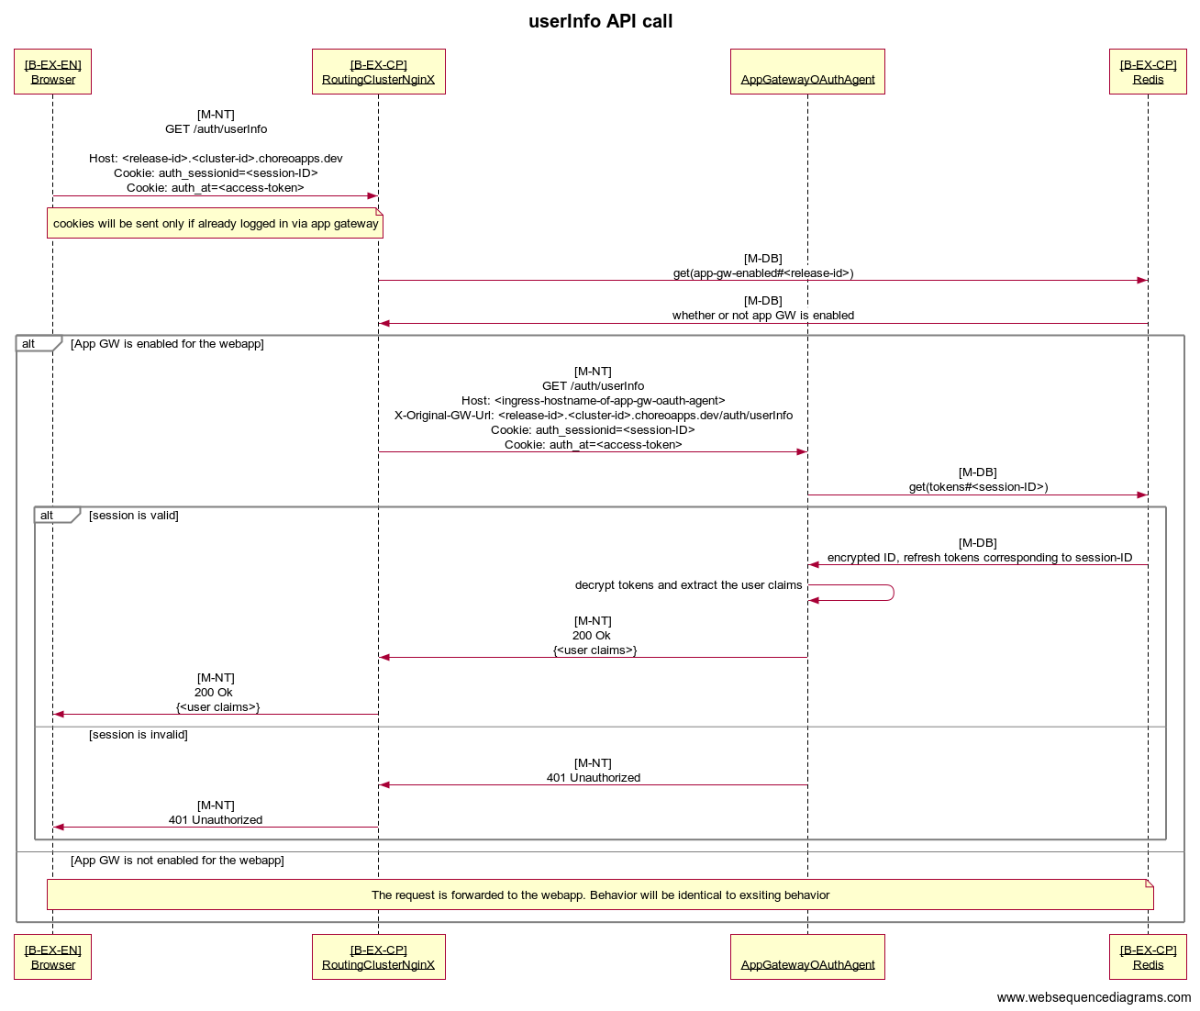 userInfo API call
[B-EX-EN]
Browser
[B-EX-CP]
RoutingClusterNginX
AppGatewayOAuthAgent
[B-EX-CP]
Redis
[M-NT]
GET /auth/userInfo
Host: <release-id>.<cluster-id>.choreoapps.dev
Cookie: auth_sessionid=<session-ID>
Cookie: auth_at=<access-token>
cookies will be sent only if already logged in via app gateway
[M-DB]
get(app-gw-enabled#<release-id>)
[M-DB]
whether or not app GW is enabled
alt [App GW is enabled for the webapp]
[M-NT]
GET /auth/userInfo
Host: <ingress-hostname-of-app-gw-oauth-agent>
X-Original-GW-Url: <release-id>.<cluster-id>.choreoapps.dev/auth/userInfo
Cookie: auth_sessionid=<session-ID>
Cookie: auth_at=<access-token>
[M-DB]
get(tokens#<session-ID>)
alt [session is valid]
[M-DB]
encrypted ID, refresh tokens corresponding to session-ID
decrypt tokens and extract the user claims
[M-NT]
200 Ok
{<user claims>}
[M-NT]
200 Ok
{<user claims>}
[session is invalid]
[M-NT]
401 Unauthorized
[M-NT]
401 Unauthorized
[App GW is not enabled for the webapp]
The request is forwarded to the webapp. Behavior will be identical to exsiting behavior
[B-EX-EN]
Browser
[B-EX-CP]
RoutingClusterNginX
AppGatewayOAuthAgent
[B-EX-CP]
Redis
www.websequencediagrams.com